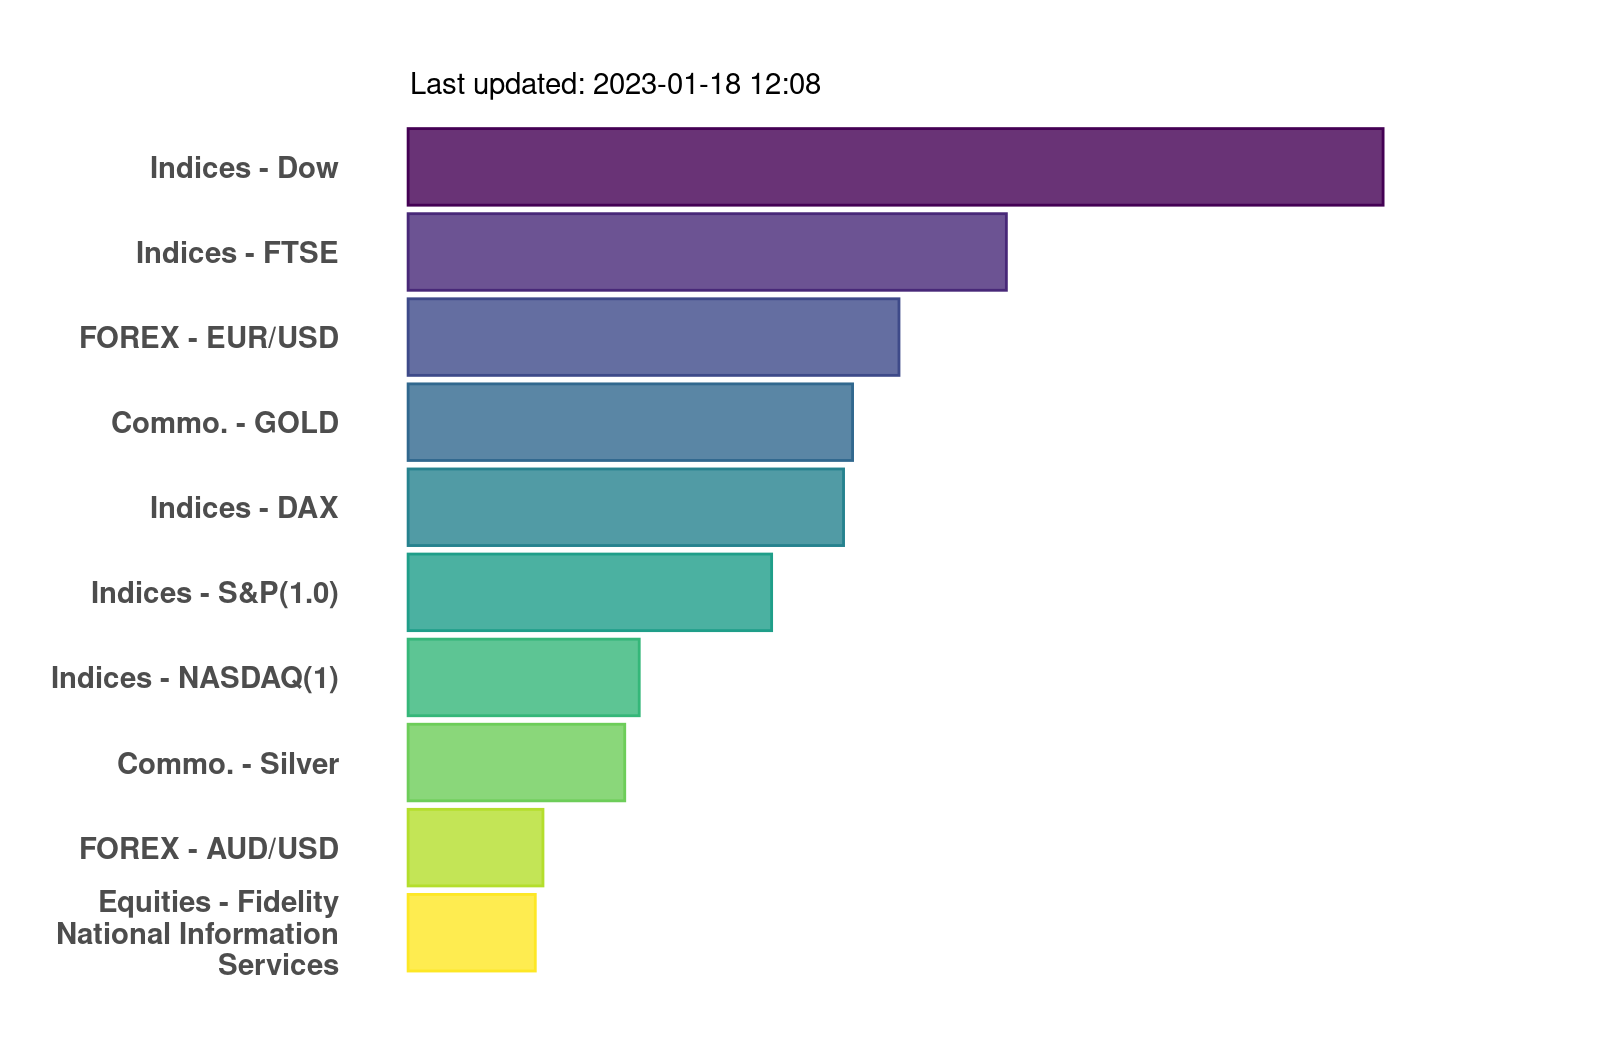 Last updated: 2023-01-18 12:08
Indices - Dow
Indices - FTSE
FOREX - EUR/USD
Commo. - GOLD
Indices - DAX
Indices - S&P(1.0)
Indices - NASDAQ(1)
Commo. - Silver
FOREX - AUD/USD
Equities - Fidelity
National Information
Services